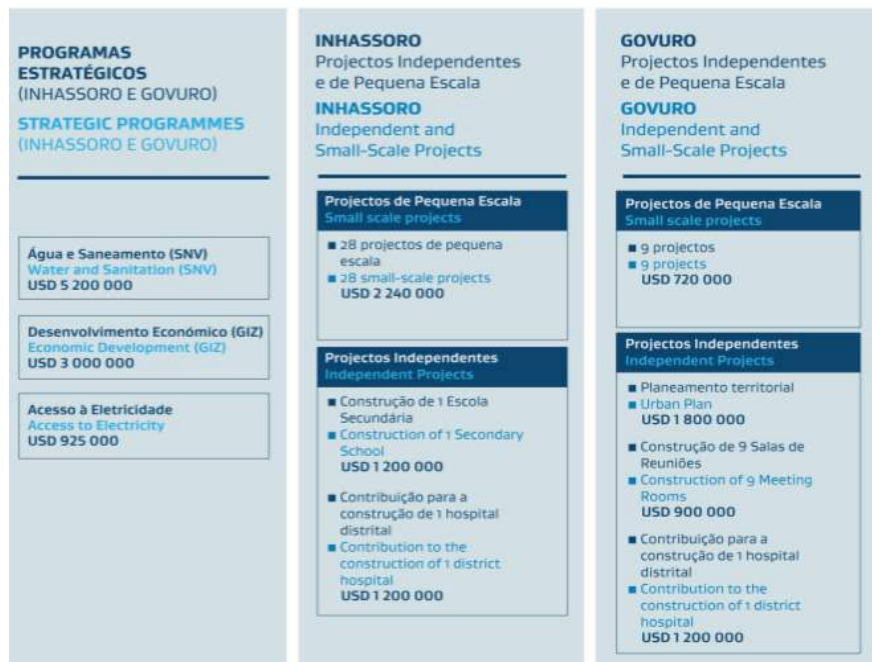 PROGRAMAS
ESTRATÉGICOS
(INHASSORO E GOVURO)
STRATEGIC PROGRAMMES
(INHASSORO E GOVURO)
Água e Saneamento (SNV)
Water and Sanitation (SNV)
USD 5 200 000
Desenvolvimento Económico (GIZ)
Economic Development (GIZ)
USD 3 000 000
Acesso à Eletricidade
Access to Electricity
USD 925 000
INHASSORO
Projectos Independentes
e de Pequena Escala
INHASSORO
Independent and
Small-Scale Projects
Projectos de Pequena Escala
Small scale projects
■ 28 projectos de pequena
escala
■ 28 small-scale projects
USD 2 240 000
Projectos Independentes
Independent Projects
■ Construção de 1 Escola
Secundária
■ Construction of 1 Secondary
School
USD 1 200 000
■ Contribuição para a
construção de 1 hospital
distrital
■ Contribution to the
construction of 1 district
hospital
USD 1 200 000
GOVURO
Projectos Independentes
e de Pequena Escala
GOVURO
Independent and
Small-Scale Projects
Projectos de Pequena Escala
Small scale projects
■ 9 projectos
■ 9 projects
USD 720 000
Projectos Independentes
Independent Projects
■ Planeamento territorial
■ Urban Plan
USD 1 800 000
■ Construção de 9 Salas de
Reuniões
■ Construction of 9 Meeting
Rooms
USD 900 000
■ Contribuição para a
construção de 1 hospital
distrital
■ Contribution to the
construction of 1 district
hospital
USD 1 200 000